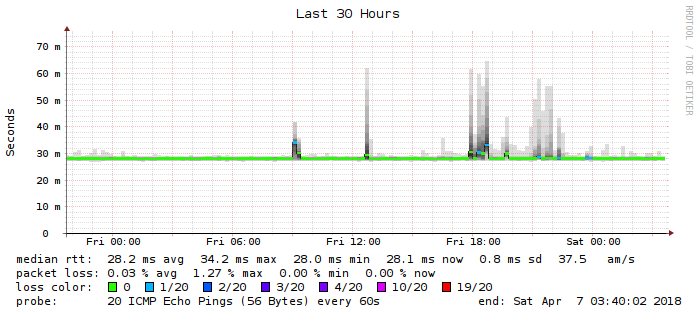 Last 30 Hours
RRDTOOL / TOBI OETIKER
Seconds
70 m
60 m
50 m
40 m
30 m
20 m
10 m
0
Fri 00:00 Fri 06:00 Fri 12:00 Fri 18:00 Sat 00:00
median rtt: 28.2 ms avg 34.2 ms max 28.0 ms min 28.1 ms now 0.8 ms sd 37.5 am/s
packet loss: 0.03 % avg 1.27 % max 0.00 % min 0.00 % now
loss color: 0 1/20 2/20 3/20 4/20 10/20 19/20
probe: 20 ICMP Echo Pings (56 Bytes) every 60s end: Sat Apr 7 03:40:02 2018